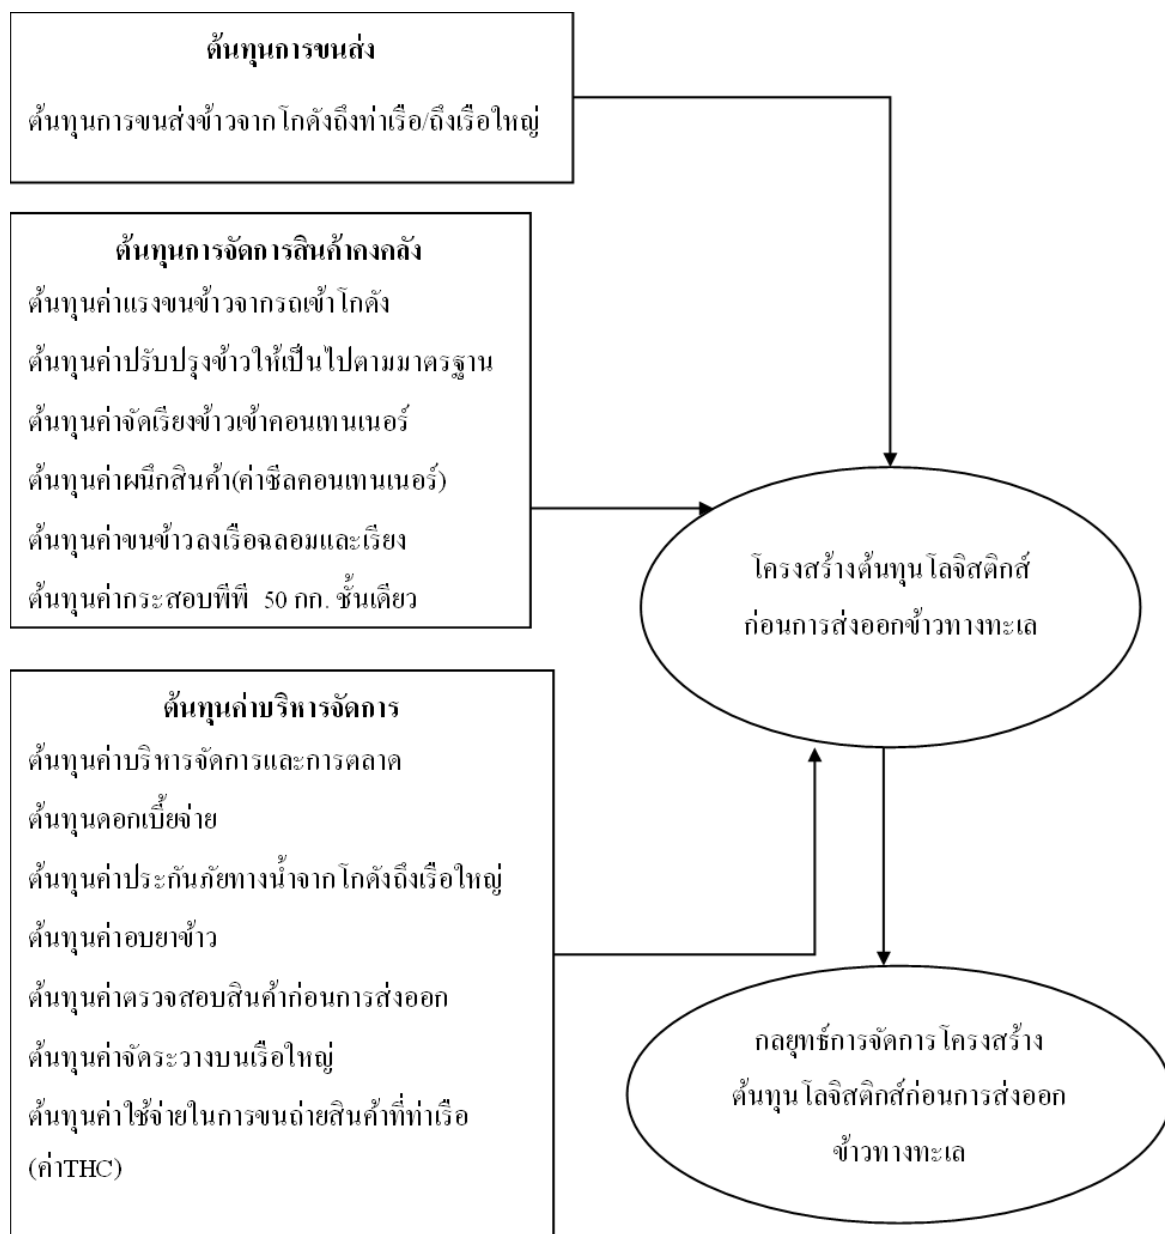 ต้นทุนการขนส่ง
ต้นทุนการขนส่งข้าวจากโกดังถึงท่าเรือ/ถึงเรือใหญ่
ต้นทุนการจัดการสินค้าคงคลัง
ต้นทุนค่าแรงขนข้าวจากรถเข้าโกดัง
ต้นทุนค่าปรับปรุงข้าวให้เป็นไปตามมาตรฐาน
ต้นทุนค่าจัดเรียงข้าวเข้าคอนเทนเนอร์
ต้นทุนค่าผนึกสินค้า(ค่าซีลคอนเทนเนอร์)
ต้นทุนค่าขนข้าวลงเรือฉลอมและเรียง
ต้นทุนค่ากระสอบพีพี 50 กก. ชั้นเดียว
โครงสร้างต้นทุนโลจิสติกส์
ก่อนการส่งออกข้าวทางทะเล
ต้นทุนค่าบริหารจัดการ
ต้นทุนค่าบริหารจัดการและการตลาด
ต้นทุนดอกเบี้ยจ่าย
ต้นทุนค่าประกันภัยทางน้ำจากโกดังถึงเรือใหญ่
ต้นทุนค่าอบยาข้าว
ต้นทุนค่าตรวจสอบสินค้าก่อนการส่งออก
ต้นทุนค่าจัดระวางบนเรือใหญ่
ต้นทุนค่าใช้จ่ายในการขนถ่ายสินค้าที่ท่าเรือ
(ค่าTHC)
กลยุทธ์การจัดการโครงสร้าง
ต้นทุนโลจิสติกส์ก่อนการส่งออก
ข้าวทางทะเล